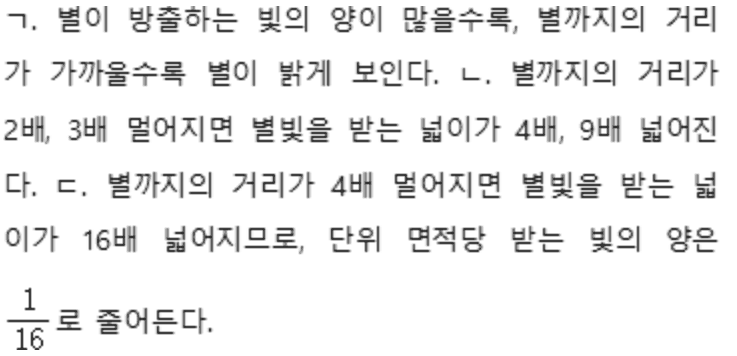 ㄱ. 별이 방출하는 빛의 양이 많을수록, 별까지의 거리
가 가까울수록 별이 밝게 보인다. ㄴ. 별까지의 거리가
2배, 3배 멀어지면 별빛을 받는 넓이가 4배, 9배 넓어진
다. ㄷ. 별까지의 거리가 4배 멀어지면 별빛을 받는 넓
이가 16배 넓어지므로, 단위 면적당 받는 빛의 양은
1/16로 줄어든다.